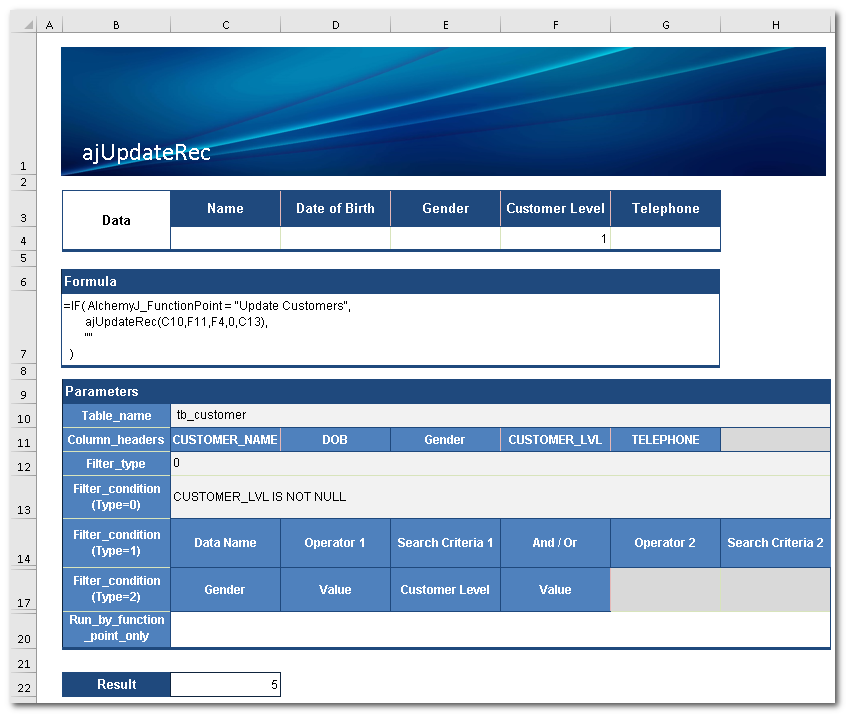 A B C D E F G H
1 ajUpdateRec
2
3 Data Name Date of Birth Gender Customer Level Telephone
4 1
5
6 Formula
=IF( AlchemyJ_FunctionPoint = "Update Customers",
ajUpdateRec(C10,F11,F4,0,C13),
""
7 )
8
9 Parameters
10 Table_name tb_customer
11 Column_headers CUSTOMER_NAME DOB Gender CUSTOMER_LVL TELEPHONE
12 Filter_type 0
Filter_condition
13 (Type=0) CUSTOMER_LVL IS NOT NULL
Filter_condition
14 (Type=1) Data Name Operator 1 Search Criteria 1 And / Or Operator 2 Search Criteria 2
Filter_condition
17 (Type=2) Gender Value Customer Level Value
Run_by_function
20 _point_only
21
22 Result 5